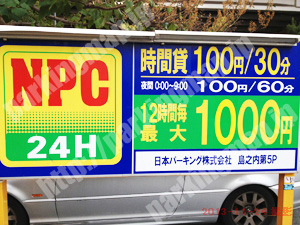 NPC
24H
時間貸 100円/30分
夜間 0:00~9:00 100円/60分
12時間毎
最大 1000円
日本パーキング株式会社 島之内第5P